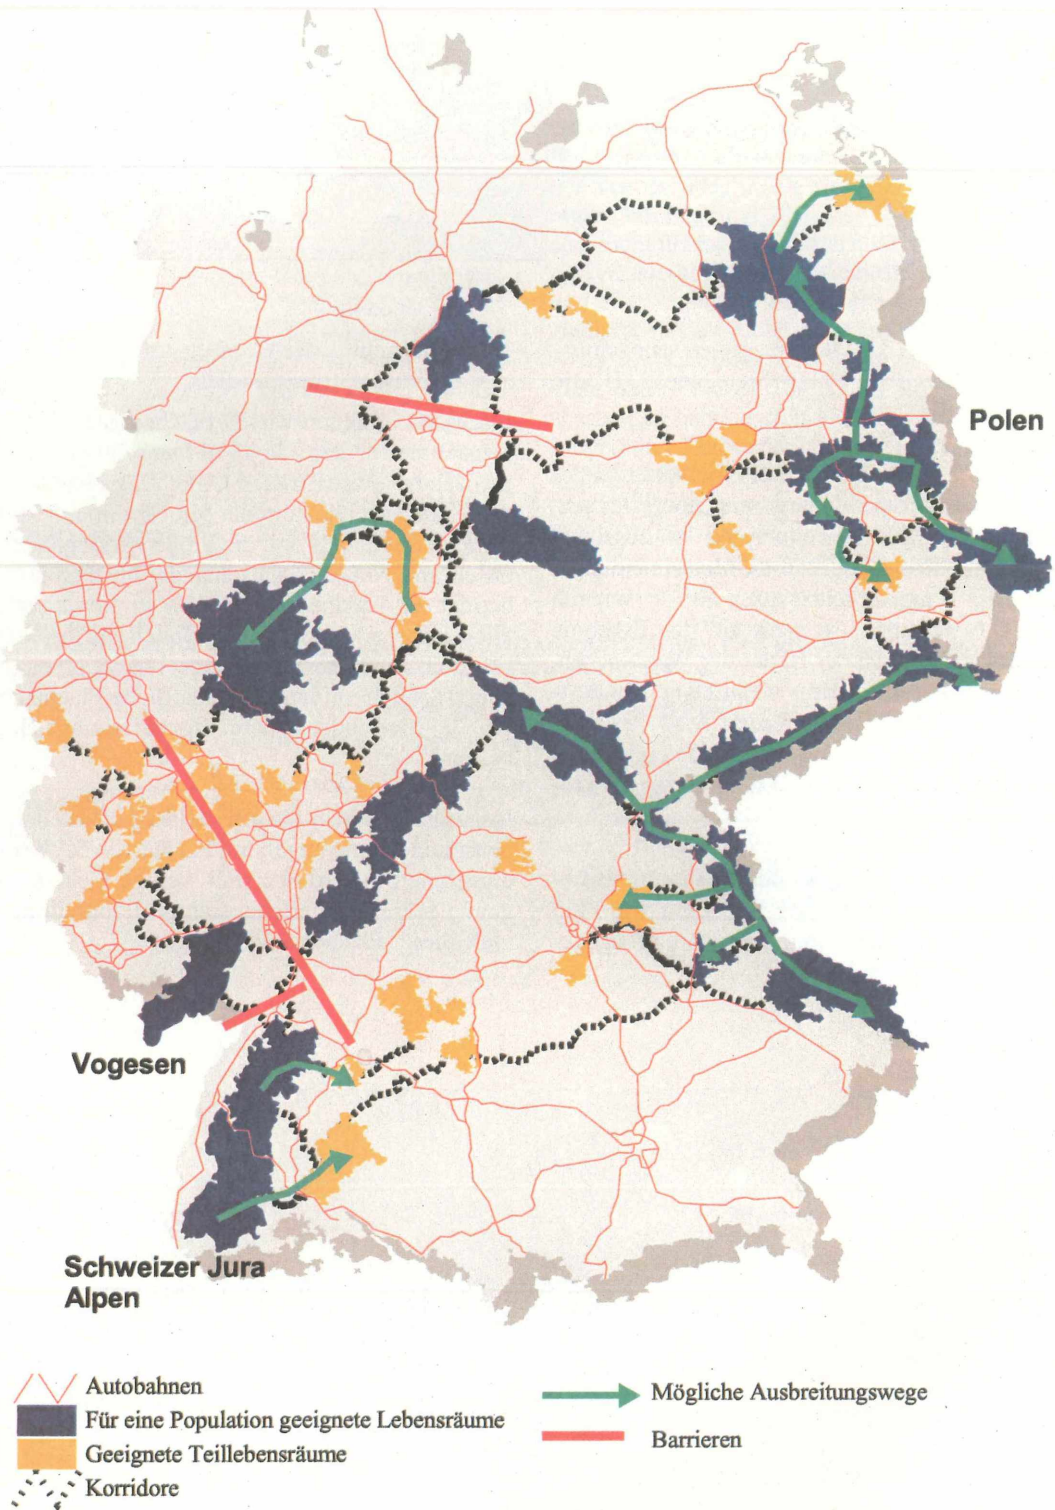 Polen
Vogesen
Schweizer Jura
Alpen
Autobahnen
Für eine Population geeignete Lebensräume
Geeignete Teillebensräume
Korridore
Mögliche Ausbreitungswege
Barrieren